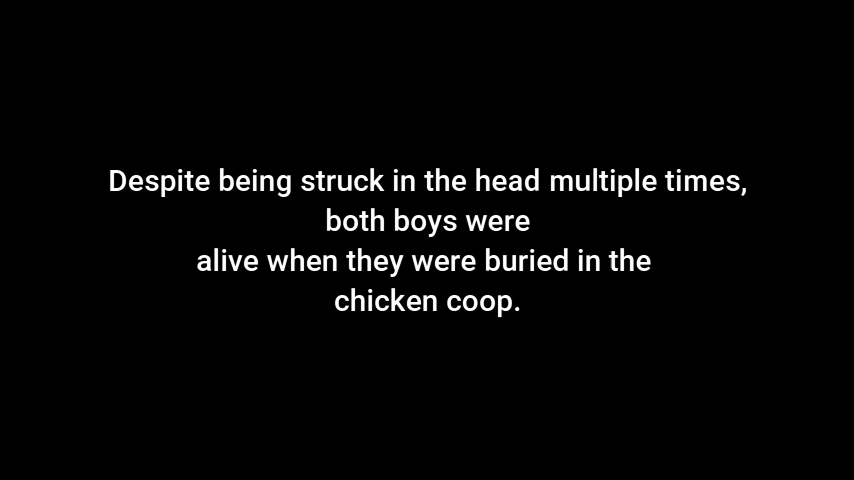 Despite being struck in the head multiple times,
both boys were
alive when they were buried in the
chicken coop.